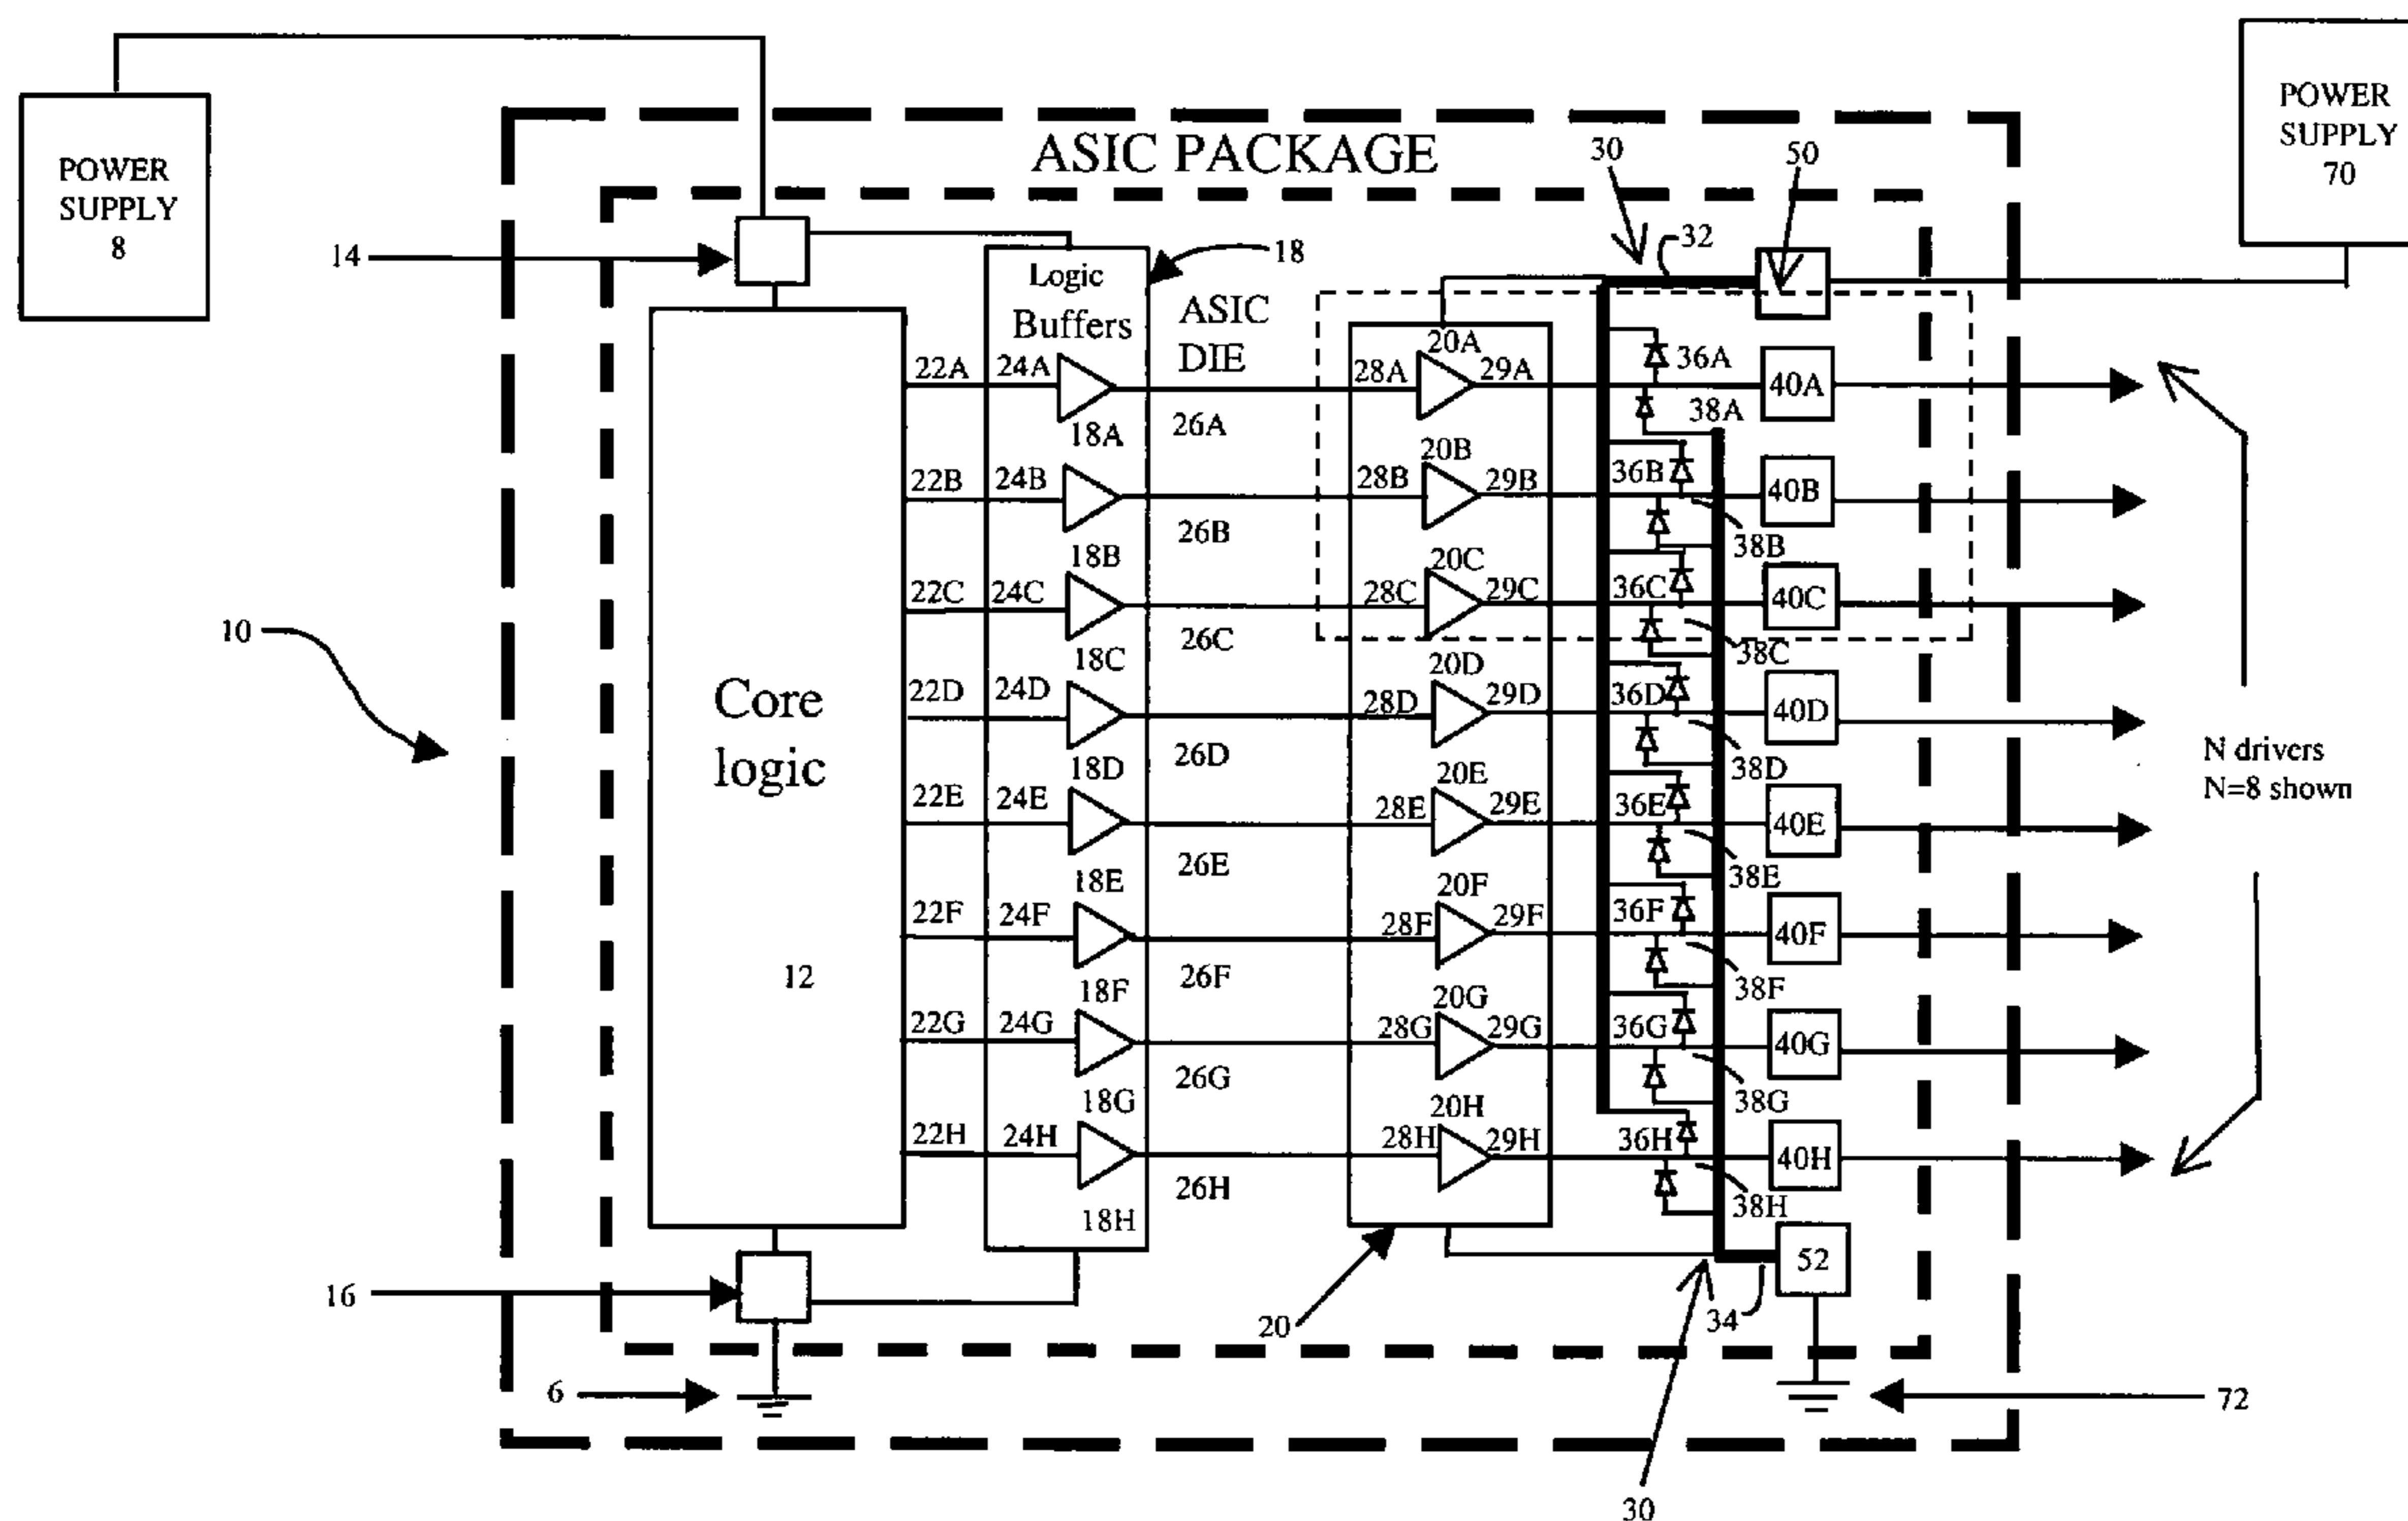 POWER
SUPPLY
8
POWER
SUPPLY
70
ASIC PACKAGE
30
50
14
18
32
Logic
Buffers
ASIC
DIE
22A 24A 18A 26A 28A 20A 29A 36A 38A 40A
22B 24B 18B 26B 28B 20B 29B 36B 38B 40B
22C 24C 18C 26C 28C 20C 29C 36C 38C 40C
10
22D 24D 18D 26D 28D 20D 29D 36D 38D 40D
Core
logic
12
N drivers
N=8 shown
22E 24E 18E 26E 28E 20E 29E 36E 38E 40E
22F 24F 18F 26F 28F 20F 29F 36F 38F 40F
22G 24G 18G 26G 28G 20G 29G 36G 38G 40G
22H 24H 18H 26H 28H 20H 29H 36H 38H 40H
52
16
20
34
6
72
30